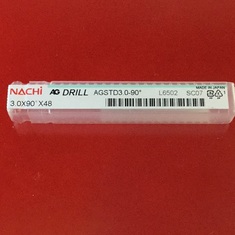 MADE IN JAPAN
NACHi AG DRILL AGSTD3.0-90° L6502 SC07
3.0X90°X48